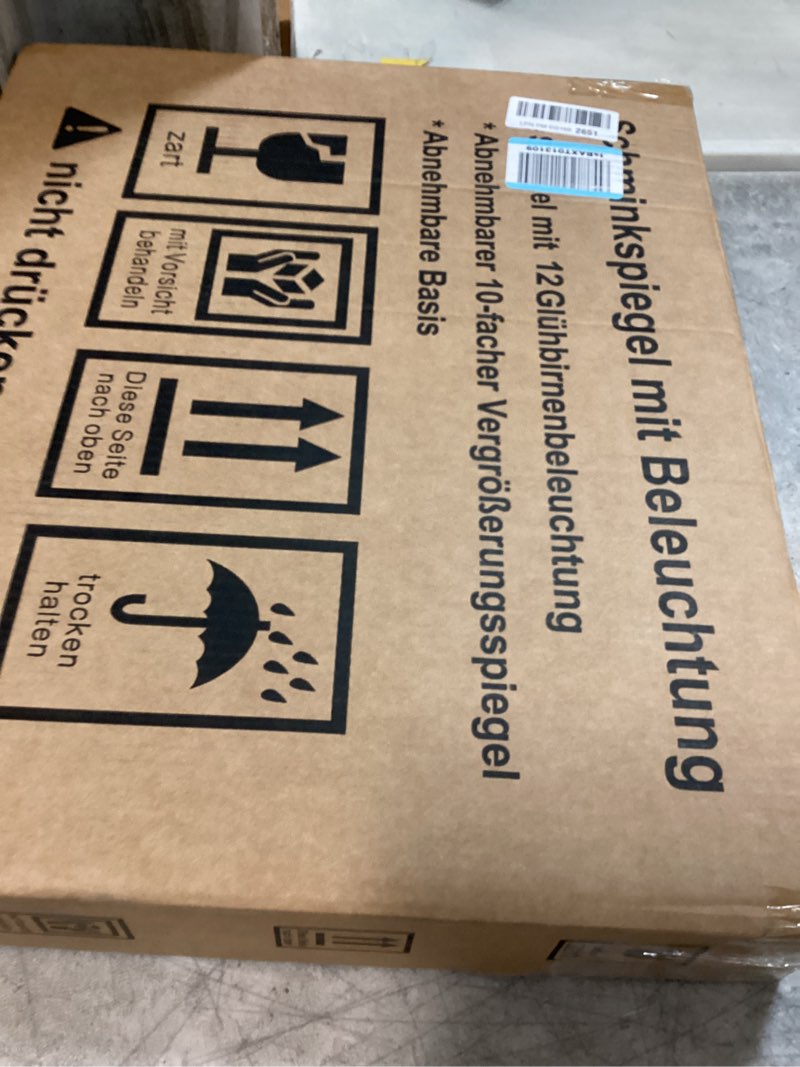 Schminkspiegel mit Beleuchtung
el mit 12 Glühbirnenbeleuchtung
* Abnehmbarer 10-facher Vergrößerungsspiegel
* Abnehmbare Basis
zart
mit Vorsicht
behandeln
Diese Seite
nach oben
trocken
halten
nicht drücken